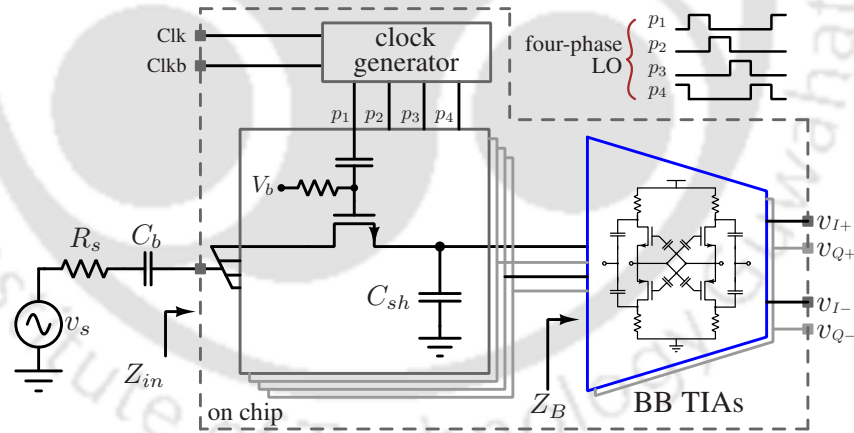 Clk
Clkb
clock
generator
p1 p2 p3 p4
four-phase
LO
p1
p2
p3
p4
Vb
Rs
Cb
vs
Zin
Csh
ZB
on chip
BB TIAs
vI+
vQ+
vI−
vQ−